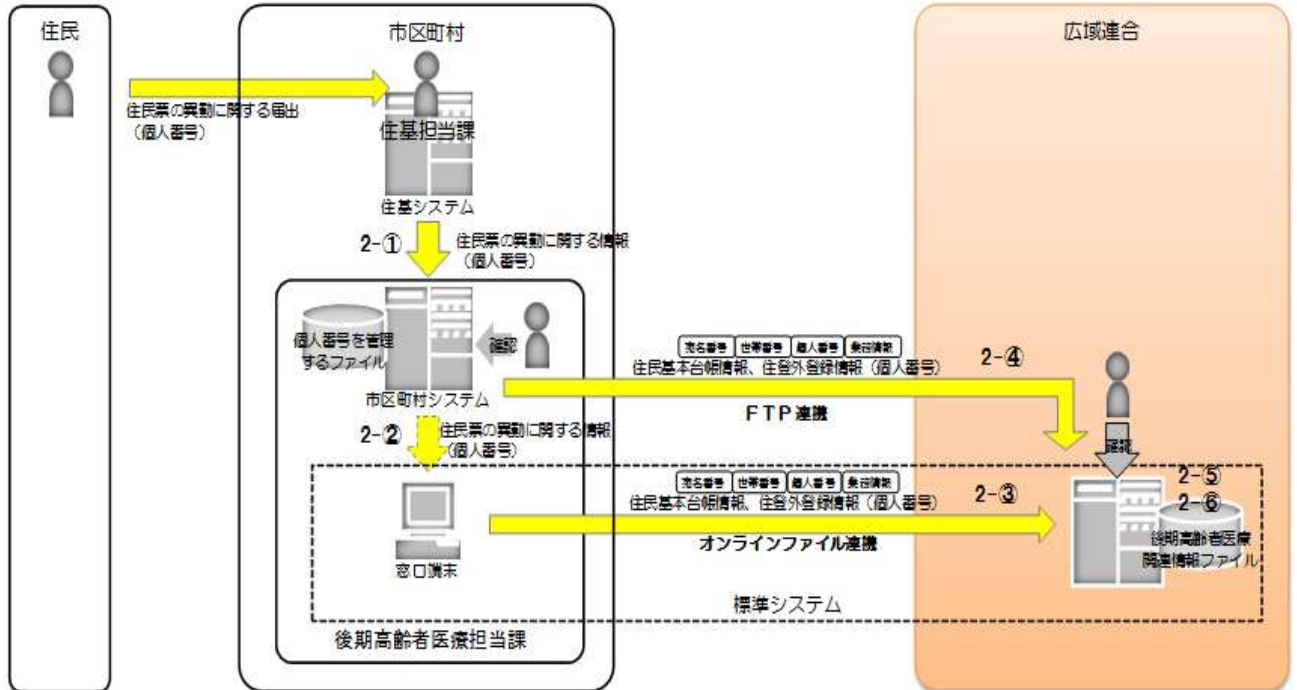 住民
市区町村
広域連合
住民票の異動に関する届出
（個人番号）
住基担当課
住基システム
2-①
住民票の異動に関する情報
（個人番号）
個人番号を管理
するファイル
確認
市区町村システム
2-②
住民票の異動に関する情報
（個人番号）
宛名番号 世帯番号 個人番号 業務情報
住民基本台帳情報、住登外登録情報（個人番号）
2-④
ＦＴＰ連携
確認
宛名番号 世帯番号 個人番号 業務情報
住民基本台帳情報、住登外登録情報（個人番号）
2-③
オンラインファイル連携
2-⑤
2-⑥
後期高齢者医療
関連情報ファイル
窓口端末
標準システム
後期高齢者医療担当課